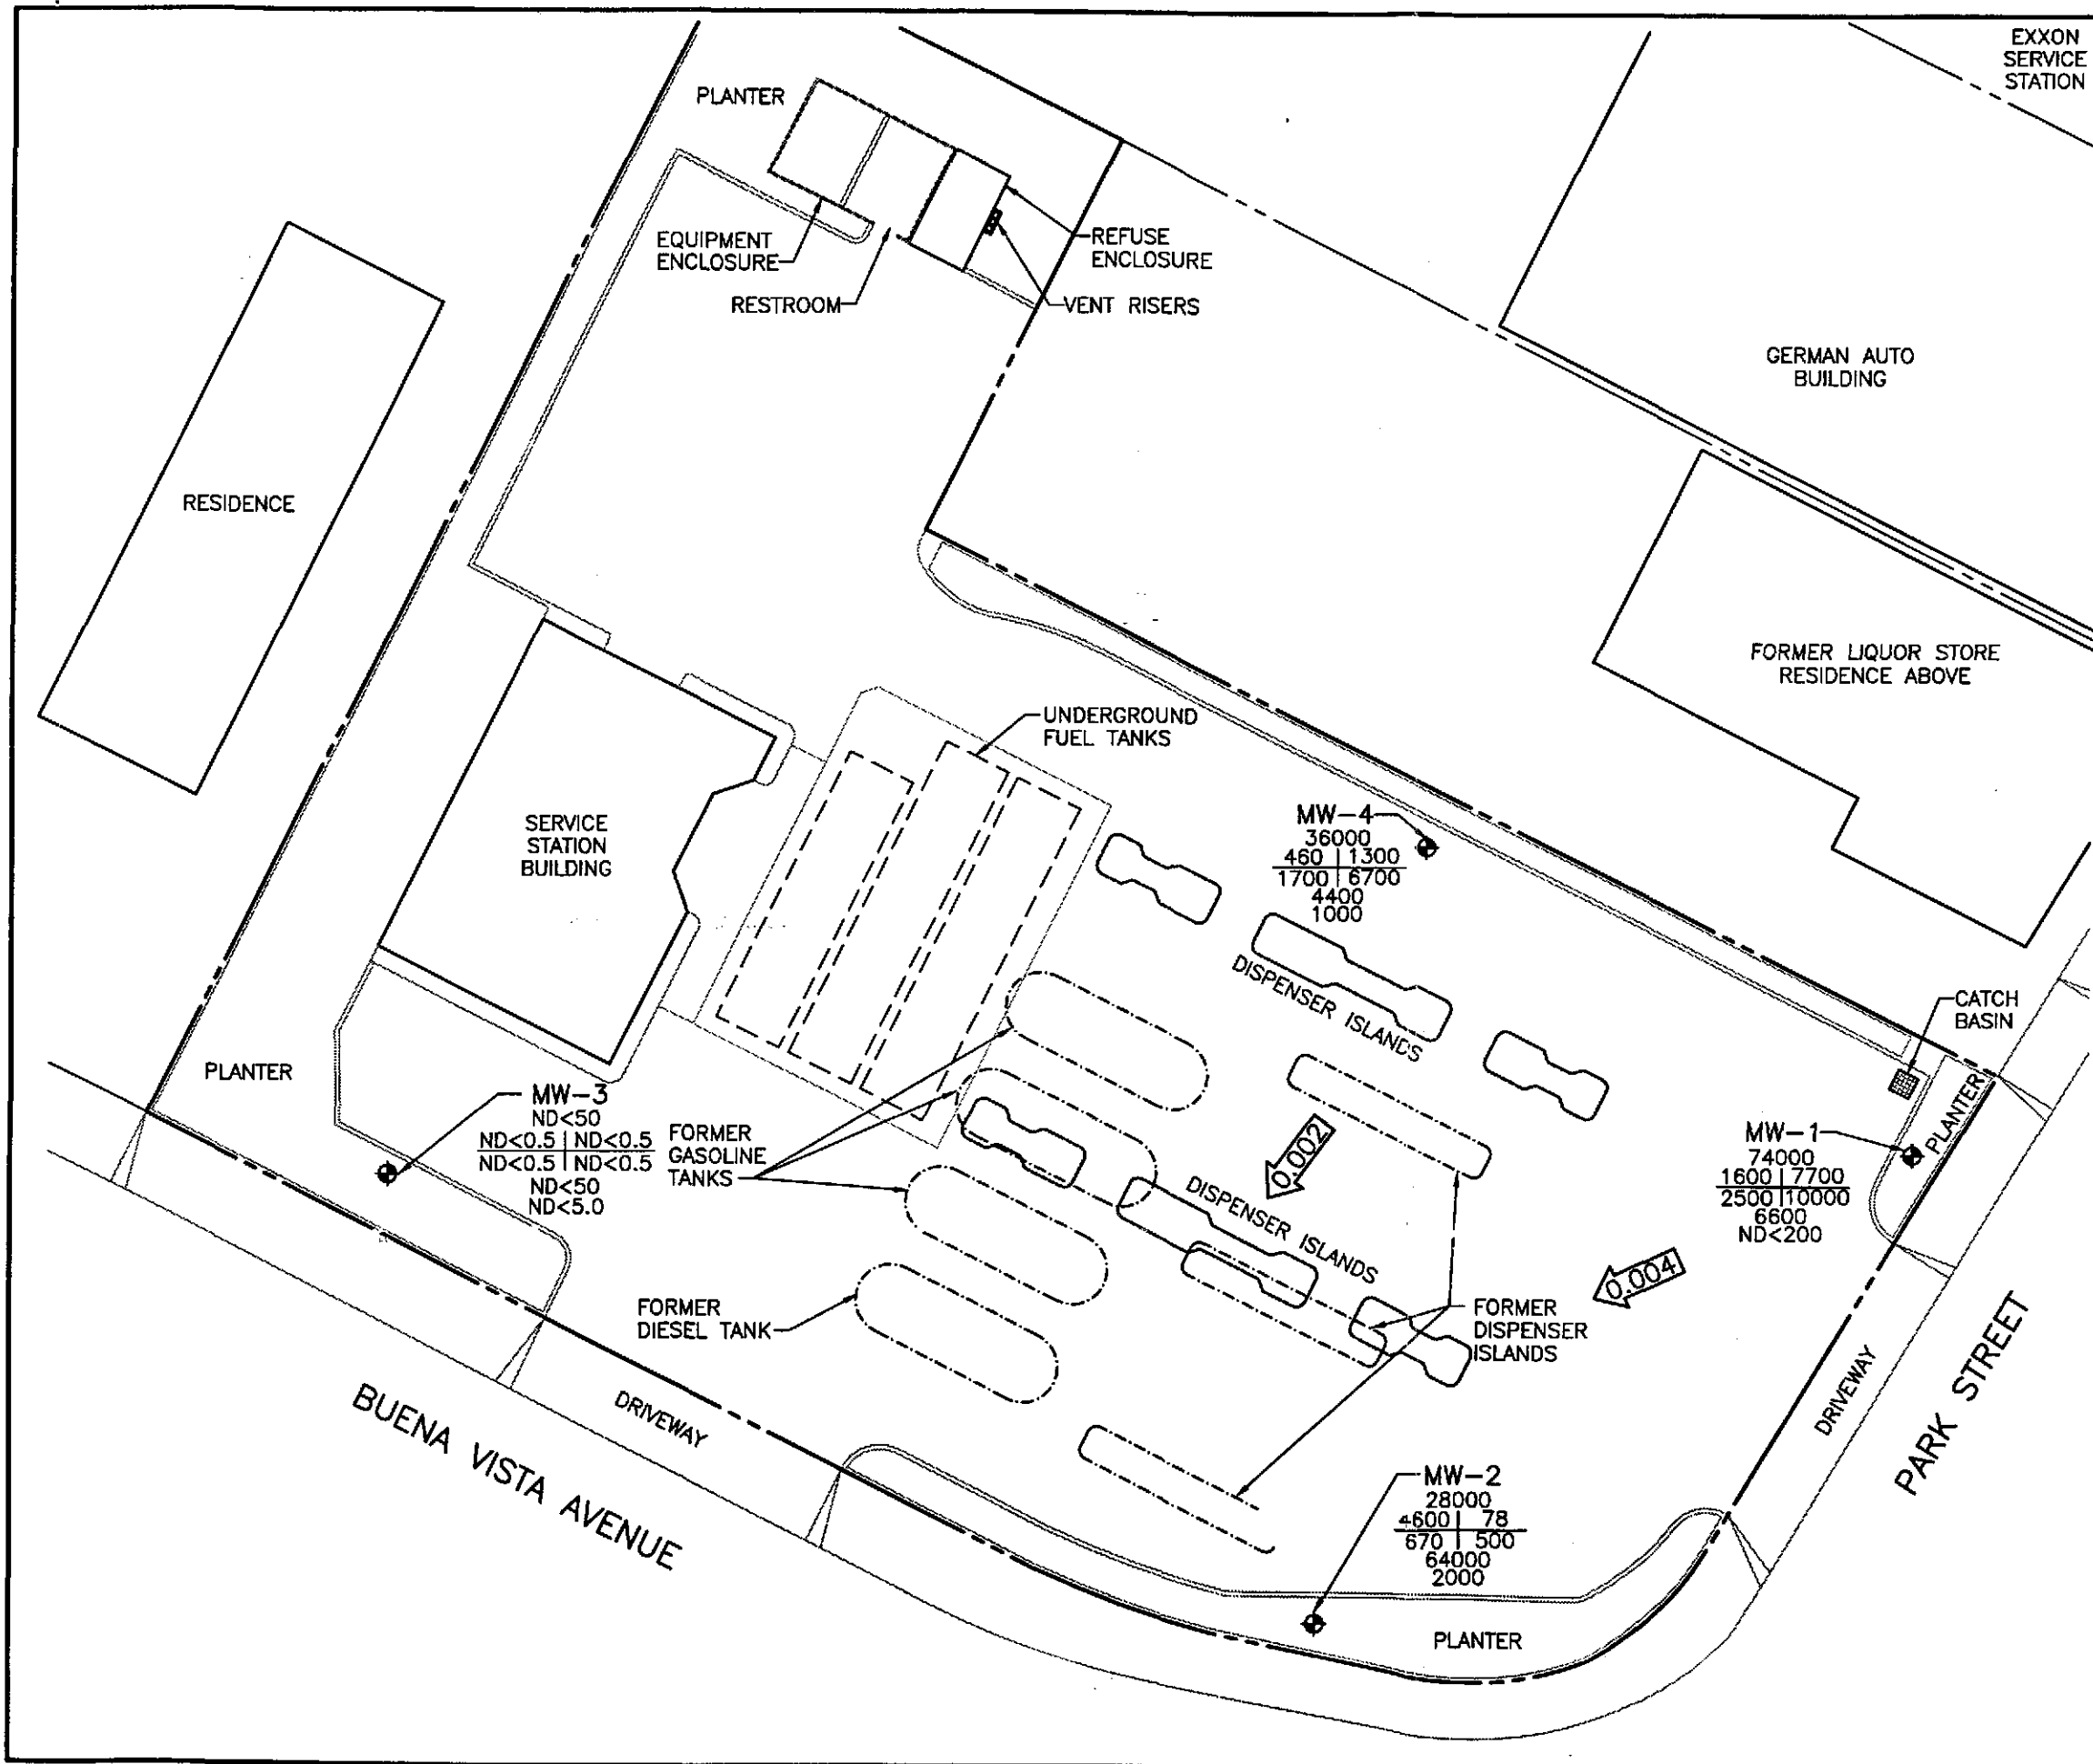 EXXON
SERVICE
STATION
PLANTER
EQUIPMENT
ENCLOSURE
RESTROOM
REFUSE
ENCLOSURE
VENT RISERS
GERMAN AUTO
BUILDING
RESIDENCE
FORMER LIQUOR STORE
RESIDENCE ABOVE
UNDERGROUND
FUEL TANKS
SERVICE
STATION
BUILDING
MW-4
36000
460 | 1300
1700 | 6700
4400
1000
DISPENSER ISLANDS
CATCH
BASIN
PLANTER
PLANTER
MW-3
ND<50
ND<0.5 | ND<0.5
ND<0.5 | ND<0.5
ND<50
ND<5.0
FORMER
GASOLINE
TANKS
0.002
MW-1
74000
1600 | 7700
2500 | 10000
6600
ND<200
DISPENSER ISLANDS
0.004
FORMER
DIESEL TANK
FORMER
DISPENSER
ISLANDS
DRIVEWAY
DRIVEWAY
PARK STREET
BUENA VISTA AVENUE
MW-2
28000
4600 | 78
670 | 500
64000
2000
PLANTER